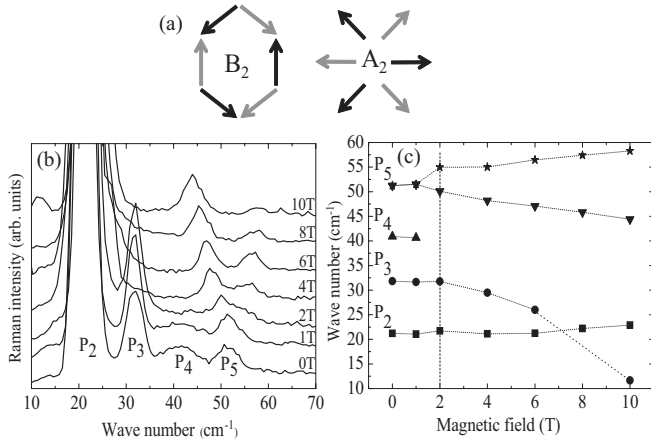 (a)
B2
A2
(b)
10T
8T
6T
4T
2T
1T
0T
P2
P3
P4
P5
Raman intensity (arb. units)
10 20 30 40 50 60 70
Wave number (cm-1)
(c)
P5
P4
P3
P2
60
55
50
45
40
35
30
25
20
15
10
Wave number (cm-1)
0 2 4 6 8 10
Magnetic field (T)